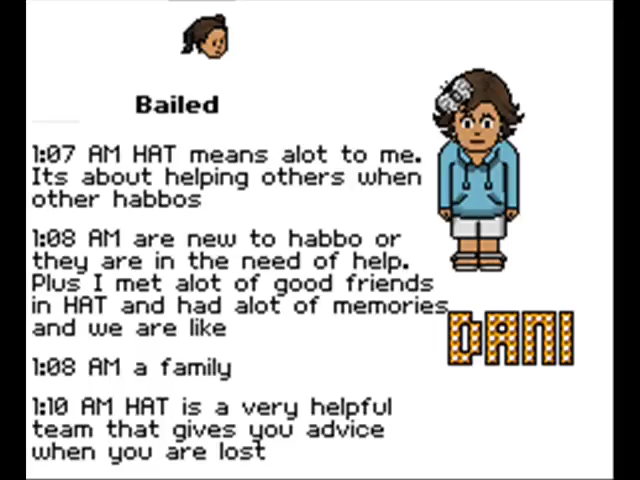 Bailed
1:07 AM HAT means alot to me.
Its about helping others when
other habbos
1:08 AM are new to habbo or
they are in the need of help.
Plus I met alot of good friends
in HAT and had alot of memories
and we are like
1:08 AM a family
1:10 AM HAT is a very helpful
team that gives you advice
when you are lost
DANI